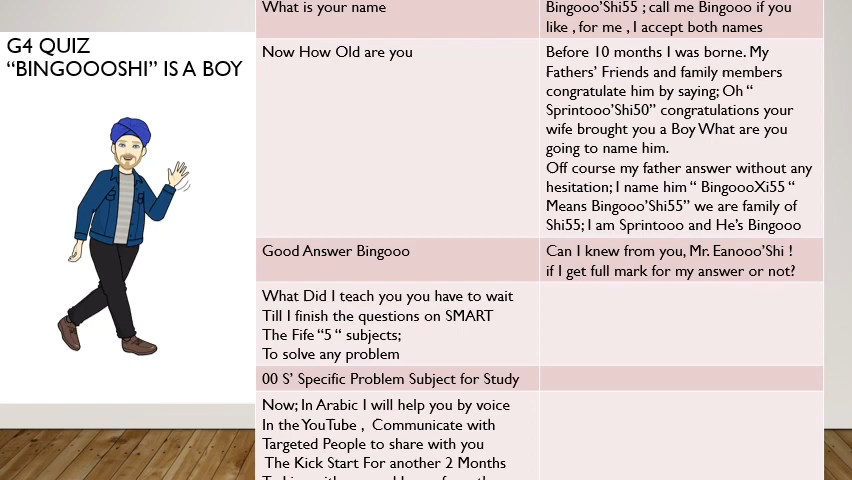 G4 QUIZ
“BINGOOOSHI” IS A BOY
What is your name
Bingooo’Shi55 ; call me Bingooo if you
like , for me , I accept both names
Now How Old are you
Before 10 months I was borne. My
Fathers’ Friends and family members
congratulate him by saying; Oh “
Sprintooo’Shi50” congratulations your
wife brought you a Boy What are you
going to name him.
Off course my father answer without any
hesitation; I name him “ BingoooXi55 “
Means Bingooo’Shi55” we are family of
Shi55; I am Sprintooo and He’s Bingooo
Good Answer Bingooo
Can I knew from you, Mr. Eanooo’Shi !
if I get full mark for my answer or not?
What Did I teach you you have to wait
Till I finish the questions on SMART
The Fife “5 “ subjects;
To solve any problem
00 S’ Specific Problem Subject for Study
Now; In Arabic I will help you by voice
In the YouTube , Communicate with
Targeted People to share with you
The Kick Start For another 2 Months